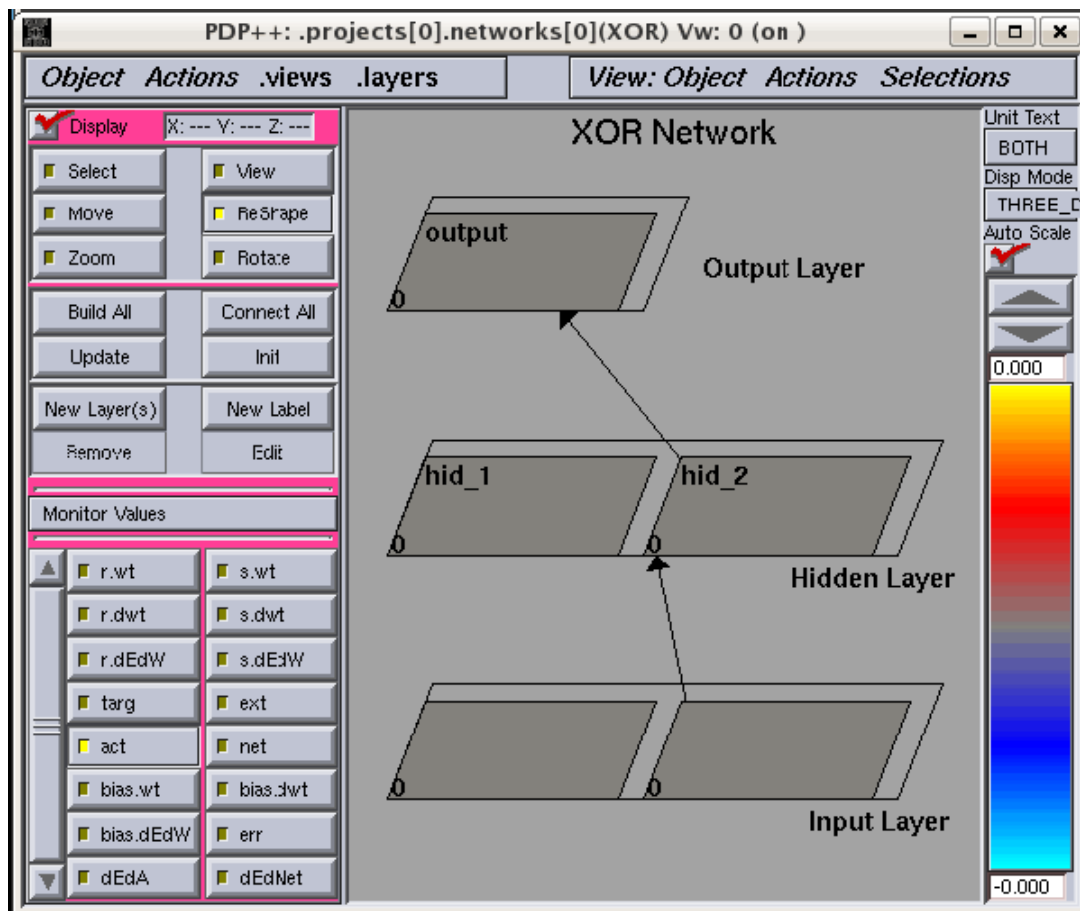 PDP++: .projects[0].networks[0](XOR) Vw: 0 (on )
Object Actions .views .layers
View: Object Actions Selections
Display X: --- Y: --- Z: ---
Select View
Move ReShape
Zoom Rotate
Build All Connect All
Update Init
New Layer(s) New Label
Remove Edit
Monitor Values
r.wt s.wt
r.dwt s.dwt
r.dEdW s.dEdW
targ ext
act net
bias.wt bias.dwt
bias.dEdW err
dEdA dEdNet
XOR Network
output
0
Output Layer
hid_1 hid_2
0 0
Hidden Layer
0 0
Input Layer
Unit Text
BOTH
Disp Mode
THREE_D
Auto Scale
0.000
-0.000